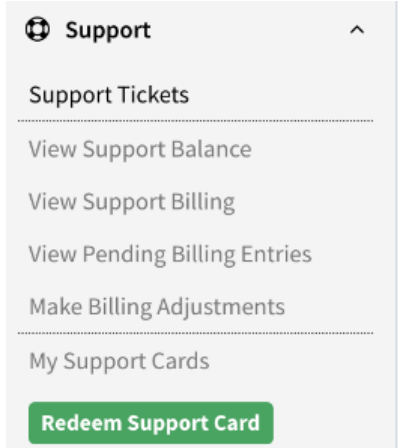 Support
Support Tickets
View Support Balance
View Support Billing
View Pending Billing Entries
Make Billing Adjustments
My Support Cards
Redeem Support Card